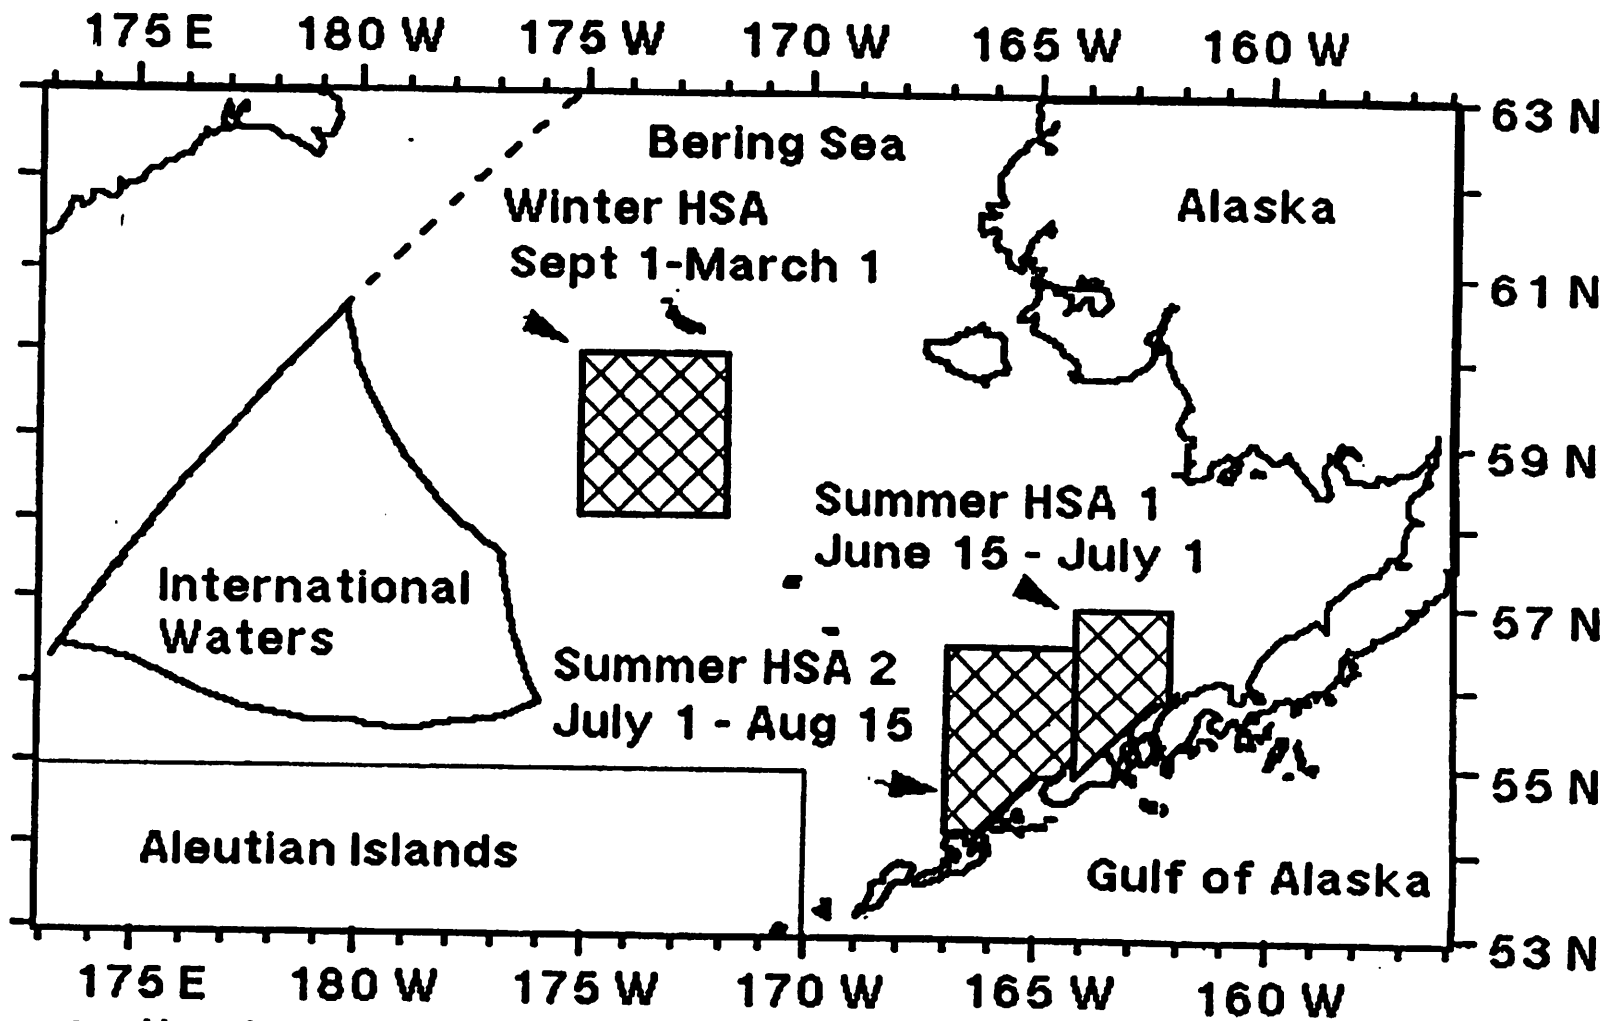 175 E 180 W 175 W 170 W 165 W 160 W
63 N
Bering Sea
Winter HSA
Sept 1-March 1
Alaska
61 N
59 N
Summer HSA 1
June 15 - July 1
International
Waters
57 N
Summer HSA 2
July 1 - Aug 15
55 N
Aleutian Islands
Gulf of Alaska
53 N
175 E 180 W 175 W 170 W 165 W 160 W